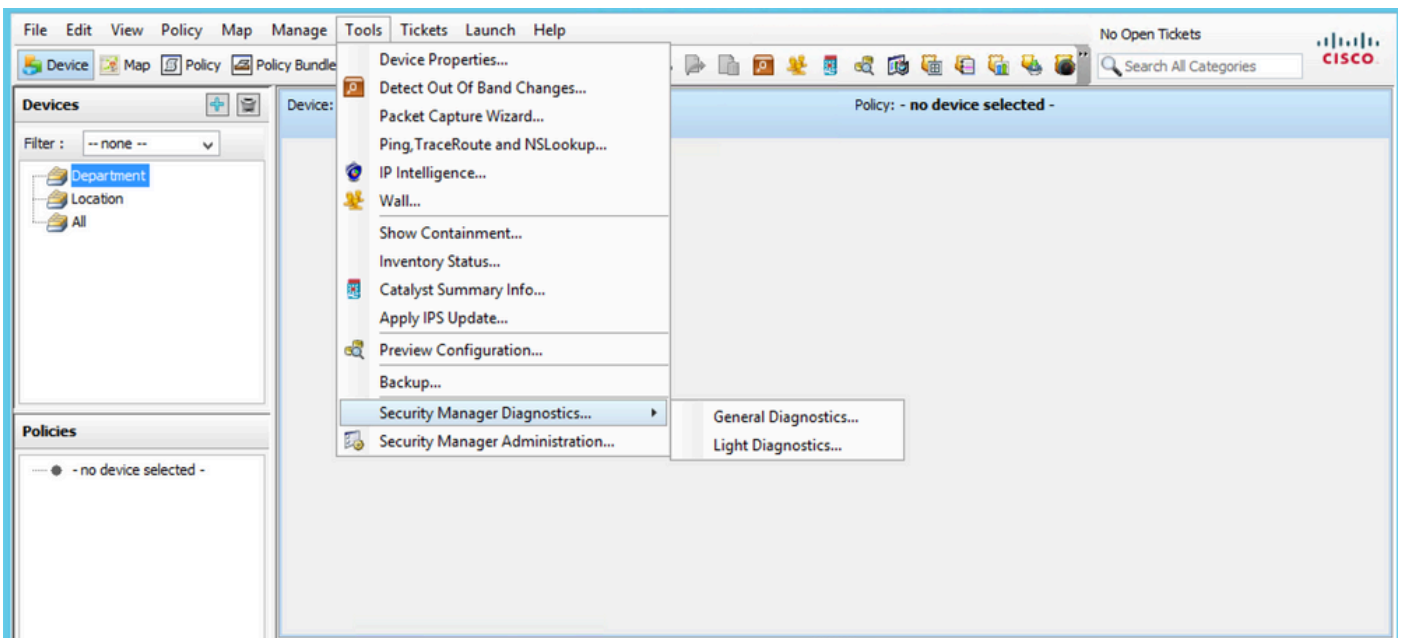 File Edit View Policy Map Manage Tools Tickets Launch Help
No Open Tickets
CISCO
Device Map Policy Policy Bundle
Search All Categories
Devices
Filter : -- none --
Department
Location
All
Policies
- no device selected -
Device:
Policy: - no device selected -
Device Properties...
Detect Out Of Band Changes...
Packet Capture Wizard...
Ping,TraceRoute and NSLookup...
IP Intelligence...
Wall...
Show Containment...
Inventory Status...
Catalyst Summary Info...
Apply IPS Update...
Preview Configuration...
Backup...
Security Manager Diagnostics...
Security Manager Administration...
General Diagnostics...
Light Diagnostics...